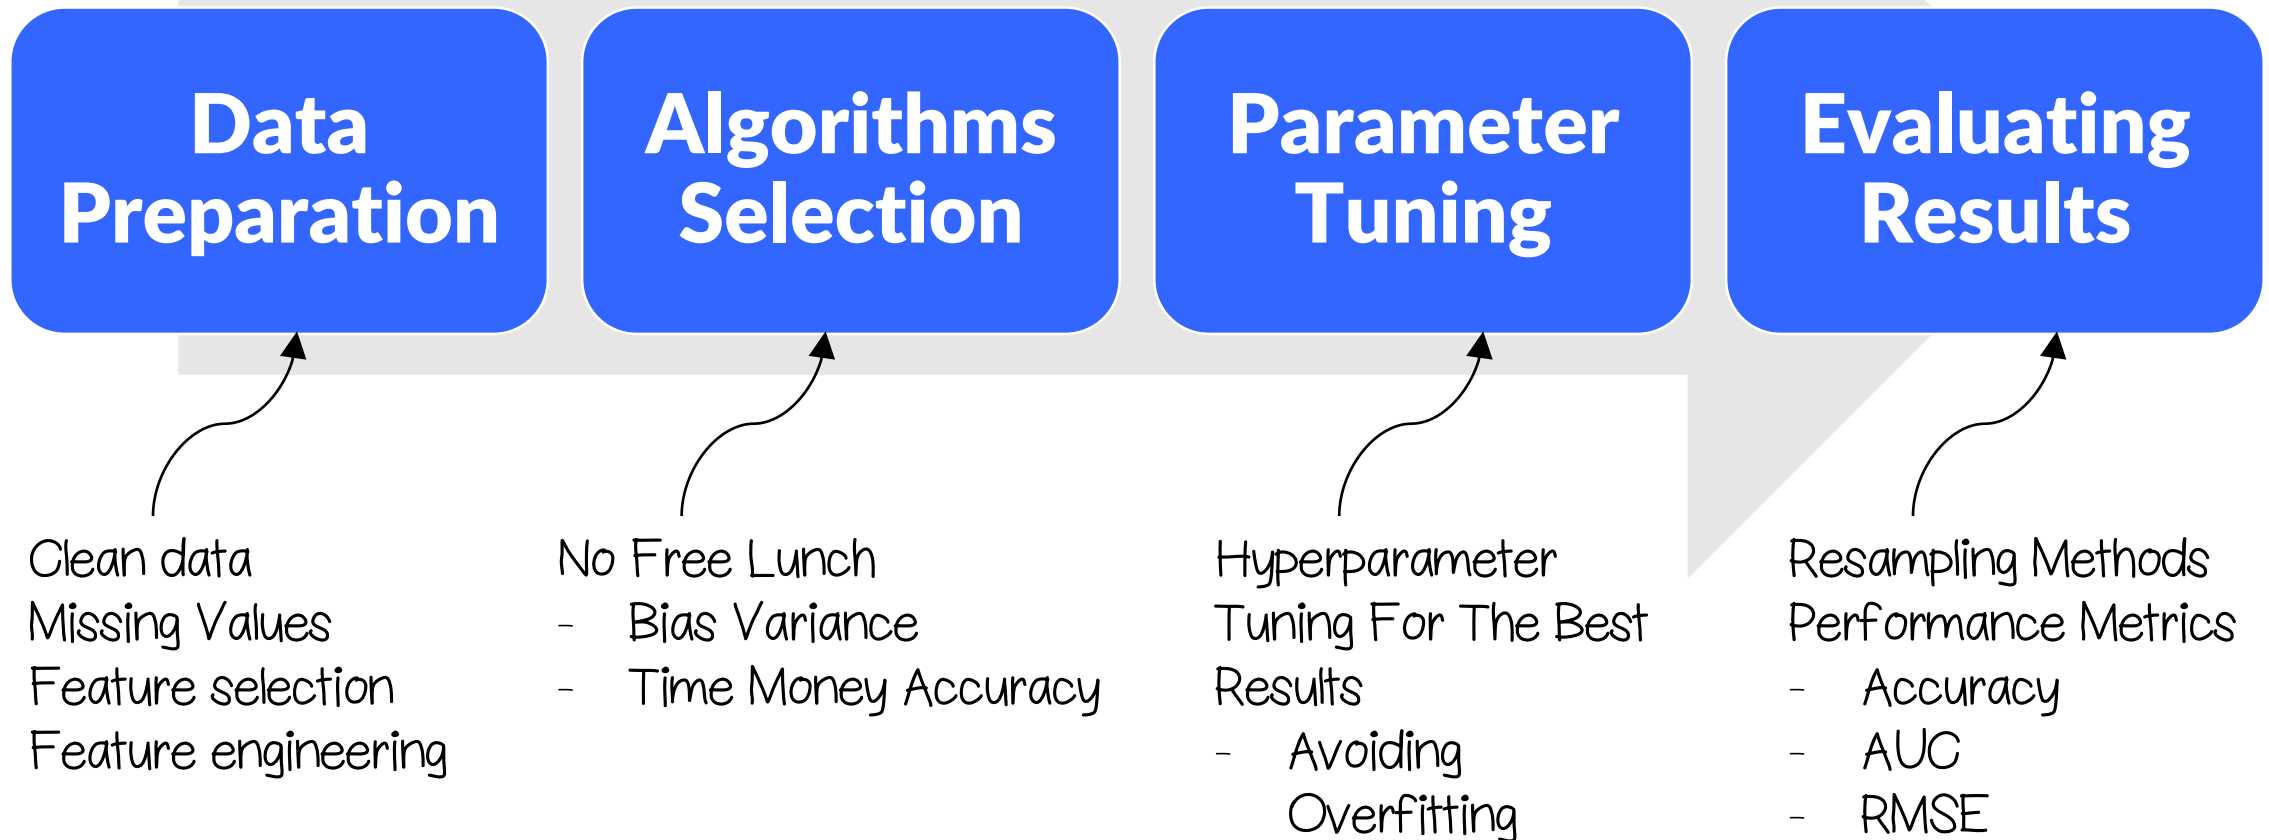 Data
Preparation
Algorithms
Selection
Parameter
Tuning
Evaluating
Results
Clean data
Missing Values
Feature selection
Feature engineering
No Free Lunch
- Bias Variance
- Time Money Accuracy
Hyperparameter
Tuning For The Best
Results
- Avoiding
Overfitting
Resampling Methods
Performance Metrics
- Accuracy
- AUC
- RMSE